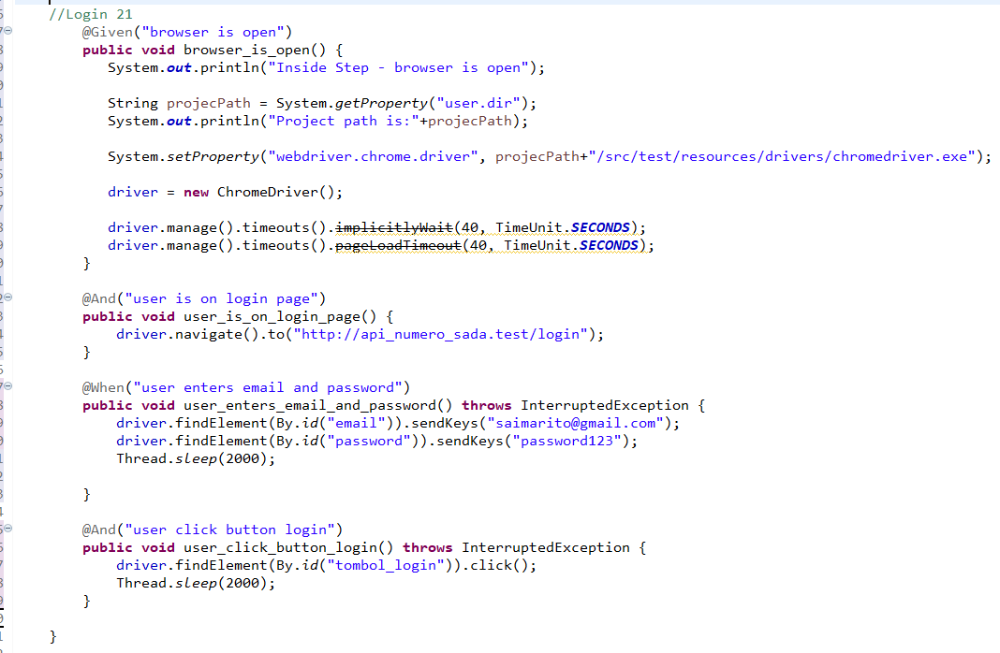 //Login 21
@Given("browser is open")
public void browser_is_open() {
System.out.println("Inside Step - browser is open");
String projecPath = System.getProperty("user.dir");
System.out.println("Project path is:"+projecPath);
System.setProperty("webdriver.chrome.driver", projecPath+"/src/test/resources/drivers/chromedriver.exe");
driver = new ChromeDriver();
driver.manage().timeouts().implicitlyWait(40, TimeUnit.SECONDS);
driver.manage().timeouts().pageLoadTimeout(40, TimeUnit.SECONDS);
}
@And("user is on login page")
public void user_is_on_login_page() {
driver.navigate().to("http://api_numero_sada.test/login");
}
@When("user enters email and password")
public void user_enters_email_and_password() throws InterruptedException {
driver.findElement(By.id("email")).sendKeys("saimarito@gmail.com");
driver.findElement(By.id("password")).sendKeys("password123");
Thread.sleep(2000);
}
@And("user click button login")
public void user_click_button_login() throws InterruptedException {
driver.findElement(By.id("tombol_login")).click();
Thread.sleep(2000);
}
}